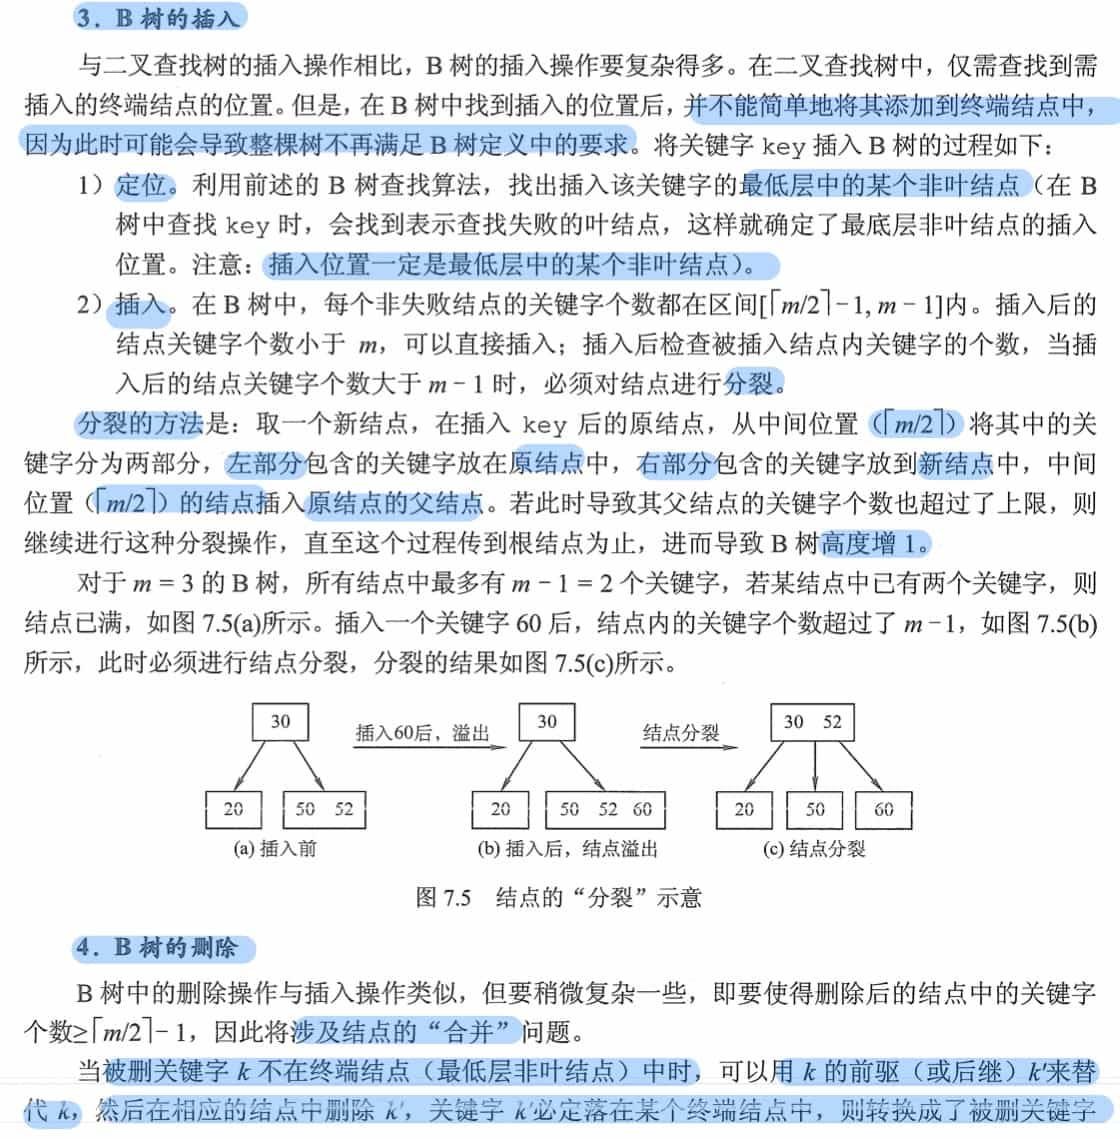 3．B 树的插入
与二叉查找树的插入操作相比，B 树的插入操作要复杂得多。在二叉查找树中，仅需查找到需
插入的终端结点的位置。但是，在 B 树中找到插入的位置后，并不能简单地将其添加到终端结点中，
因为此时可能会导致整棵树不再满足 B 树定义中的要求。将关键字 key 插入 B 树的过程如下：
1）定位。利用前述的 B 树查找算法，找出插入该关键字的最低层中的某个非叶结点（在 B
树中查找 key 时，会找到表示查找失败的叶结点，这样就确定了最底层非叶结点的插入
位置。注意：插入位置一定是最低层中的某个非叶结点）。
2）插入。在 B 树中，每个非失败结点的关键字个数都在区间[⌈m/2⌉−1, m − 1]内。插入后的
结点关键字个数小于 m，可以直接插入；插入后检查被插入结点内关键字的个数，当插
入后的结点关键字个数大于 m − 1 时，必须对结点进行分裂。
分裂的方法是：取一个新结点，在插入 key 后的原结点，从中间位置（⌈m/2⌉）将其中的关
键字分为两部分，左部分包含的关键字放在原结点中，右部分包含的关键字放到新结点中，中间
位置（⌈m/2⌉）的结点插入原结点的父结点。若此时导致其父结点的关键字个数也超过了上限，则
继续进行这种分裂操作，直至这个过程传到根结点为止，进而导致 B 树高度增 1。
对于 m = 3 的 B 树，所有结点中最多有 m − 1 = 2 个关键字，若某结点中已有两个关键字，则
结点已满，如图 7.5(a)所示。插入一个关键字 60 后，结点内的关键字个数超过了 m −1，如图 7.5(b)
所示，此时必须进行结点分裂，分裂的结果如图 7.5(c)所示。
30
插入60后，溢出
30
结点分裂
30 52
20
50 52
20
50 52 60
20
50
60
(a) 插入前
(b) 插入后，结点溢出
(c) 结点分裂
图 7.5 结点的“分裂”示意
4．B 树的删除
B 树中的删除操作与插入操作类似，但要稍微复杂一些，即要使得删除后的结点中的关键字
个数≥⌈m/2⌉− 1，因此将涉及结点的“合并”问题。
当被删关键字 k 不在终端结点（最低层非叶结点）中时，可以用 k 的前驱（或后继）k′来替
代 k，然后在相应的结点中删除 k′，关键字 k′必定落在某个终端结点中，则转换成了被删关键字